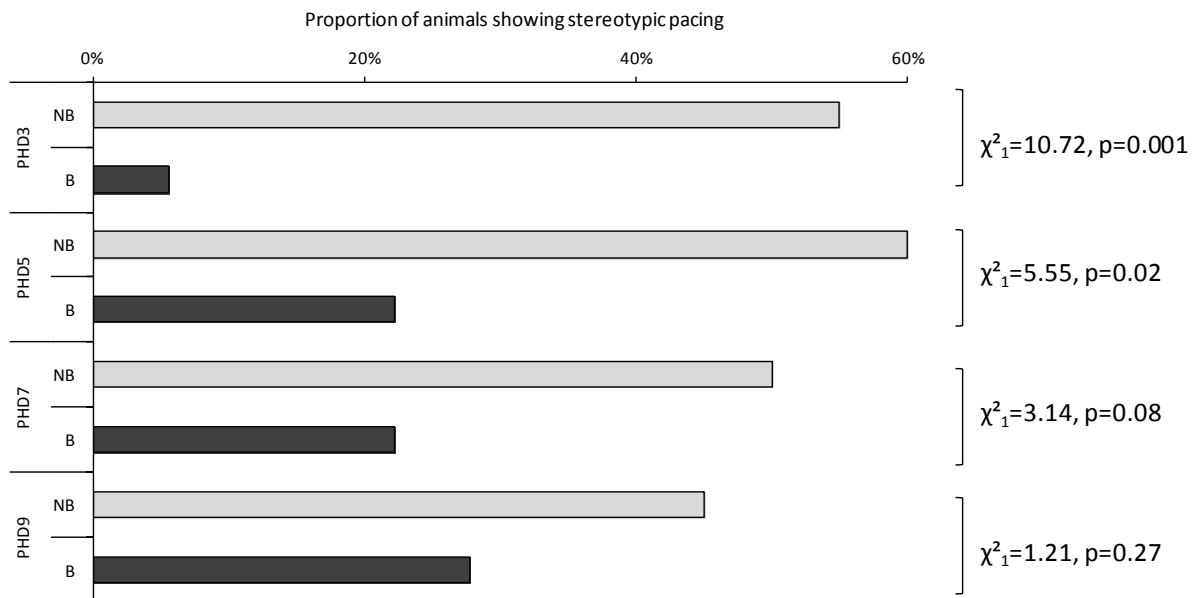 Proportion of animals showing stereotypic pacing
0% 20% 40% 60%
PHD3
NB
B
χ²₁=10.72, p=0.001
PHD5
NB
B
χ²₁=5.55, p=0.02
PHD7
NB
B
χ²₁=3.14, p=0.08
PHD9
NB
B
χ²₁=1.21, p=0.27